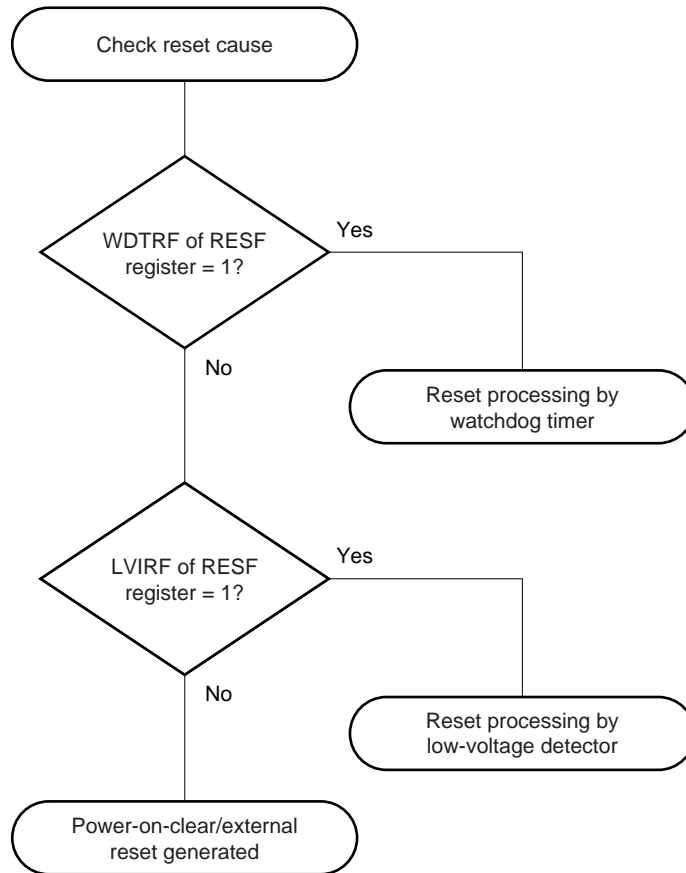 Check reset cause
WDTRF of RESF
register = 1?
Yes
No
Reset processing by
watchdog timer
LVIRF of RESF
register = 1?
Yes
No
Reset processing by
low-voltage detector
Power-on-clear/external
reset generated